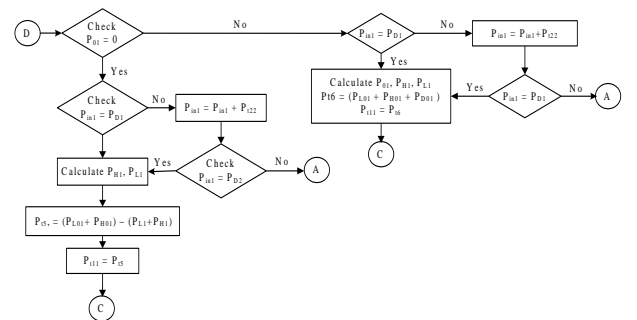 D
Check
P01 = 0
No
Pin1 = PD1
No
Pin1 = Pin1+Pt22
Yes
Yes
Check
Pin1 = PD1
No
Pin1 = Pin1 + Pt22
Calculate P01, PH1, PL1
Pt6 = (PL01 + PH01 + PD01 )
Pt11 = Pt6
Yes
Pin1 = PD1
No
A
Calculate PH1, PL1
Yes
Check
Pin1 = PD2
No
A
C
Pt5, = (PL01+ PH01) – (PL1+PH1)
Pt11 = Pt5
C